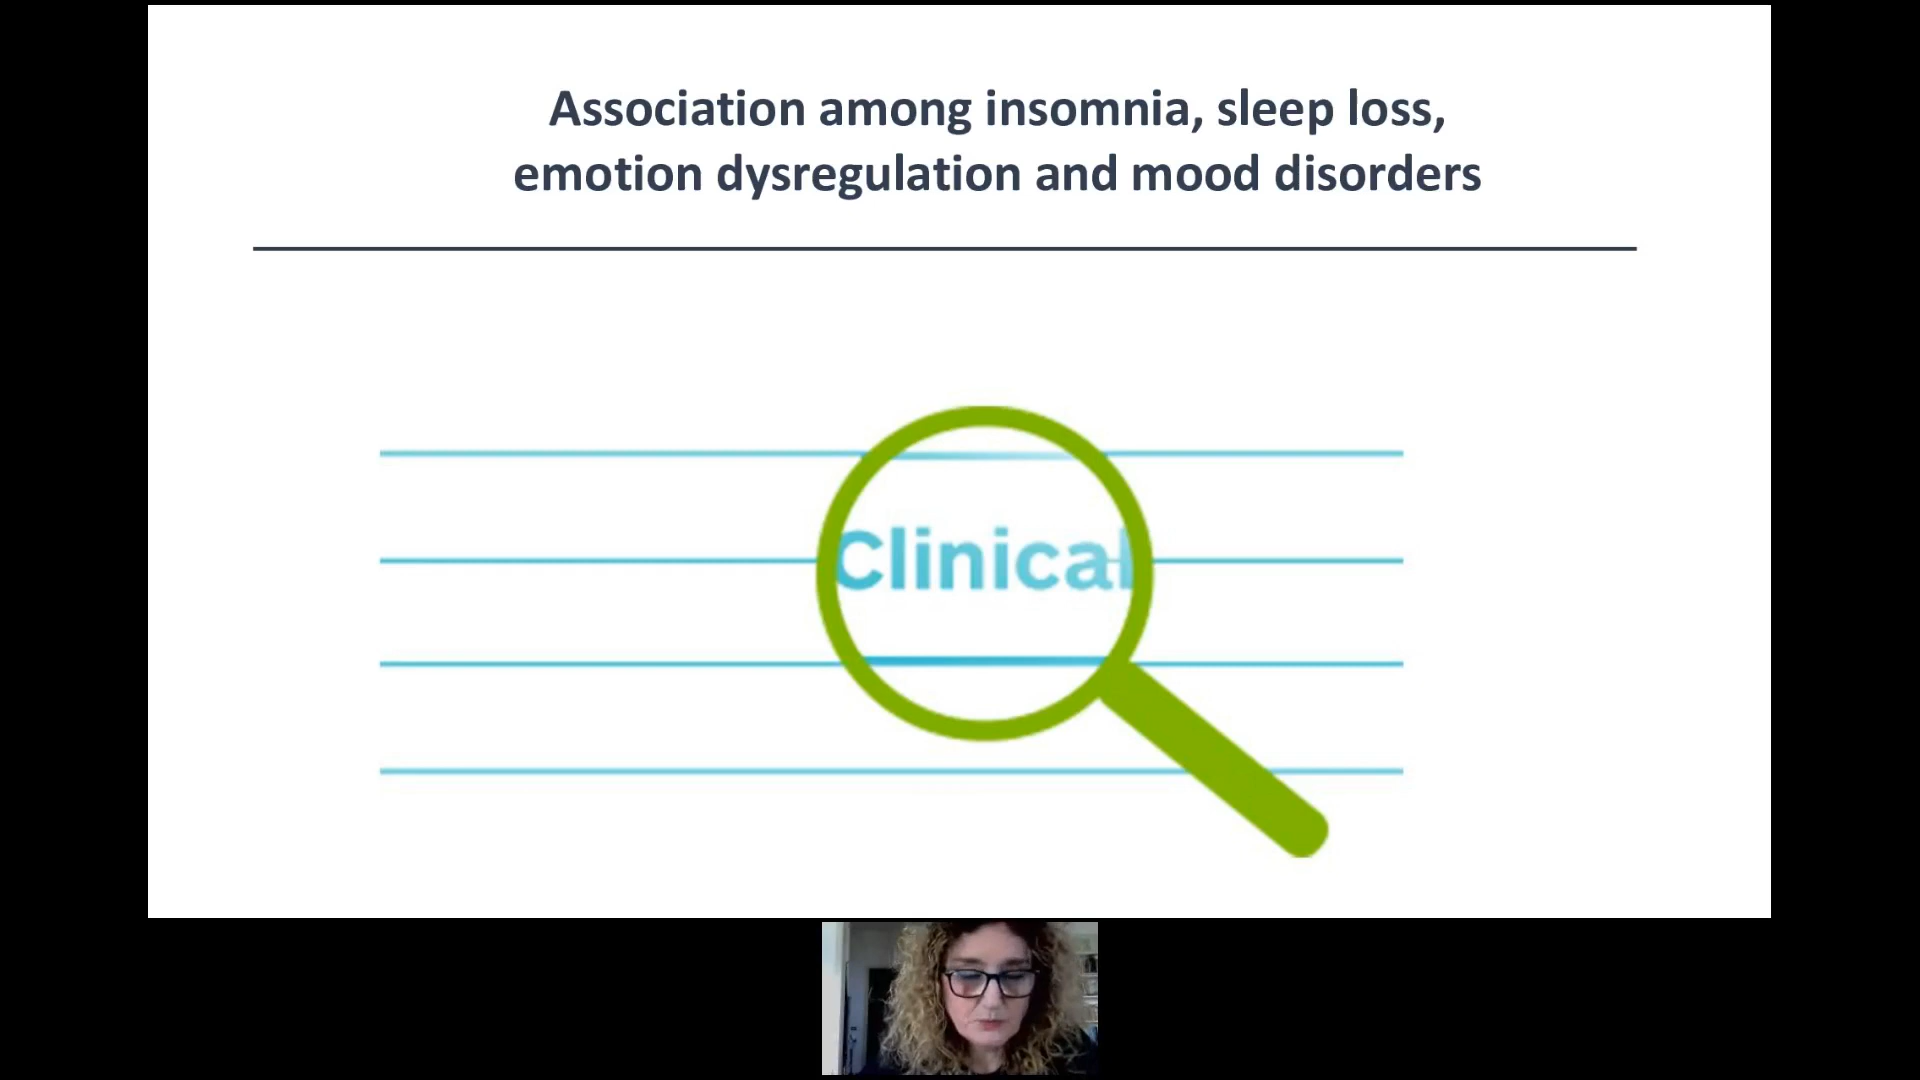 Association among insomnia, sleep loss,
emotion dysregulation and mood disorders
Clinical